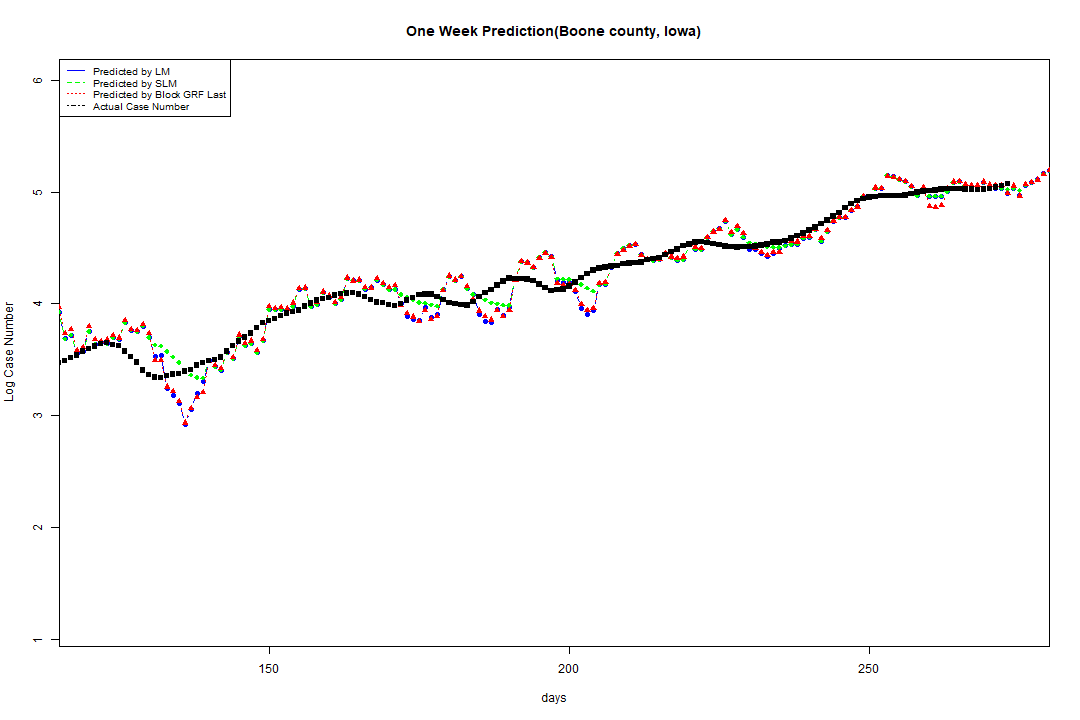 One Week Prediction(Boone county, Iowa)
Predicted by LM
Predicted by SLM
Predicted by Block GRF Last
Actual Case Number
6
5
4
3
2
1
Log Case Number
150 200 250
days